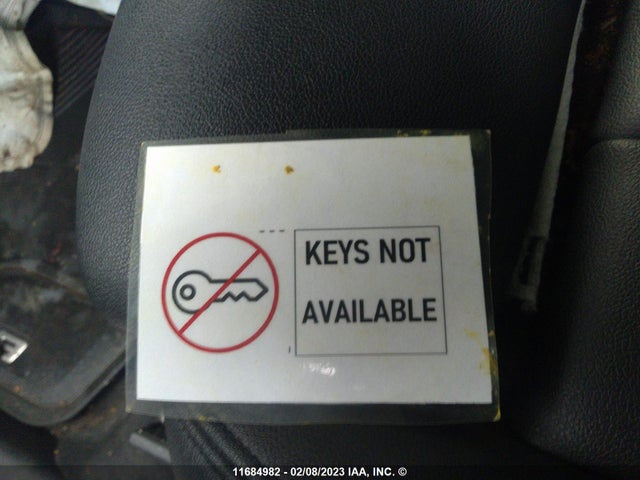 KEYS NOT
AVAILABLE
11684982 - 02/08/2023 IAA, INC. ©